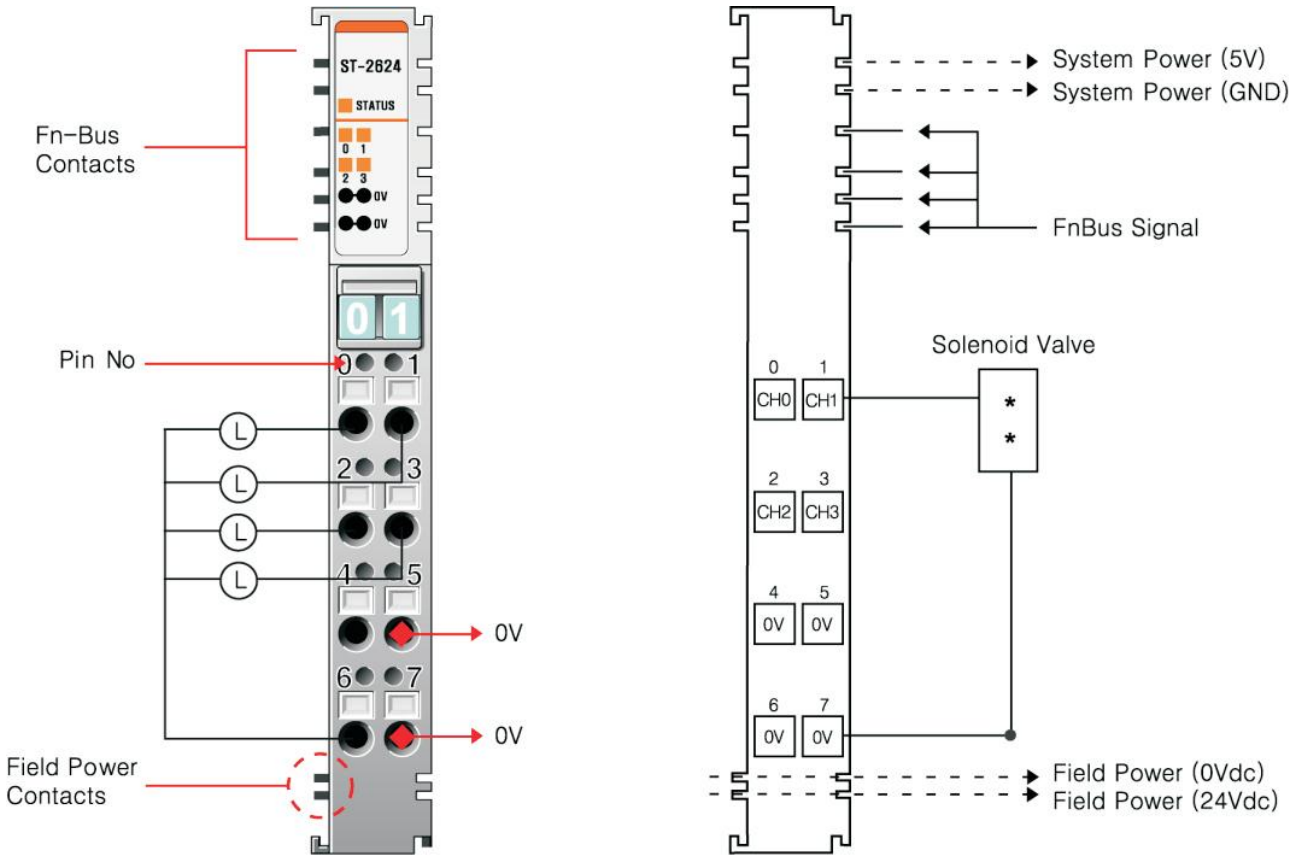 ST-2624
STATUS
0 1
2 3
0V
0V
Fn-Bus
Contacts
01
Pin No
0 1
L
2 3
L
L
4 5
L
0V
6 7
0V
Field Power
Contacts
System Power (5V)
System Power (GND)
FnBus Signal
Solenoid Valve
0 1
CH0 CH1
*
*
2 3
CH2 CH3
4 5
0V 0V
6 7
0V 0V
Field Power (0Vdc)
Field Power (24Vdc)